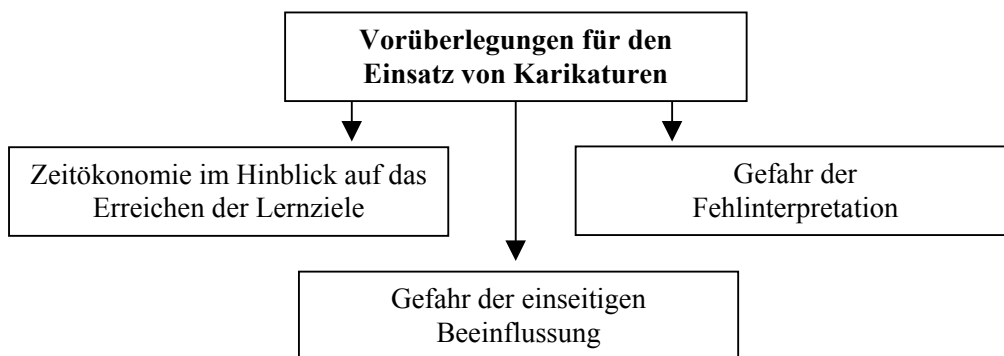 Vorüberlegungen für den
Einsatz von Karikaturen
Zeitökonomie im Hinblick auf das
Erreichen der Lernziele
Gefahr der
Fehlinterpretation
Gefahr der einseitigen
Beeinflussung